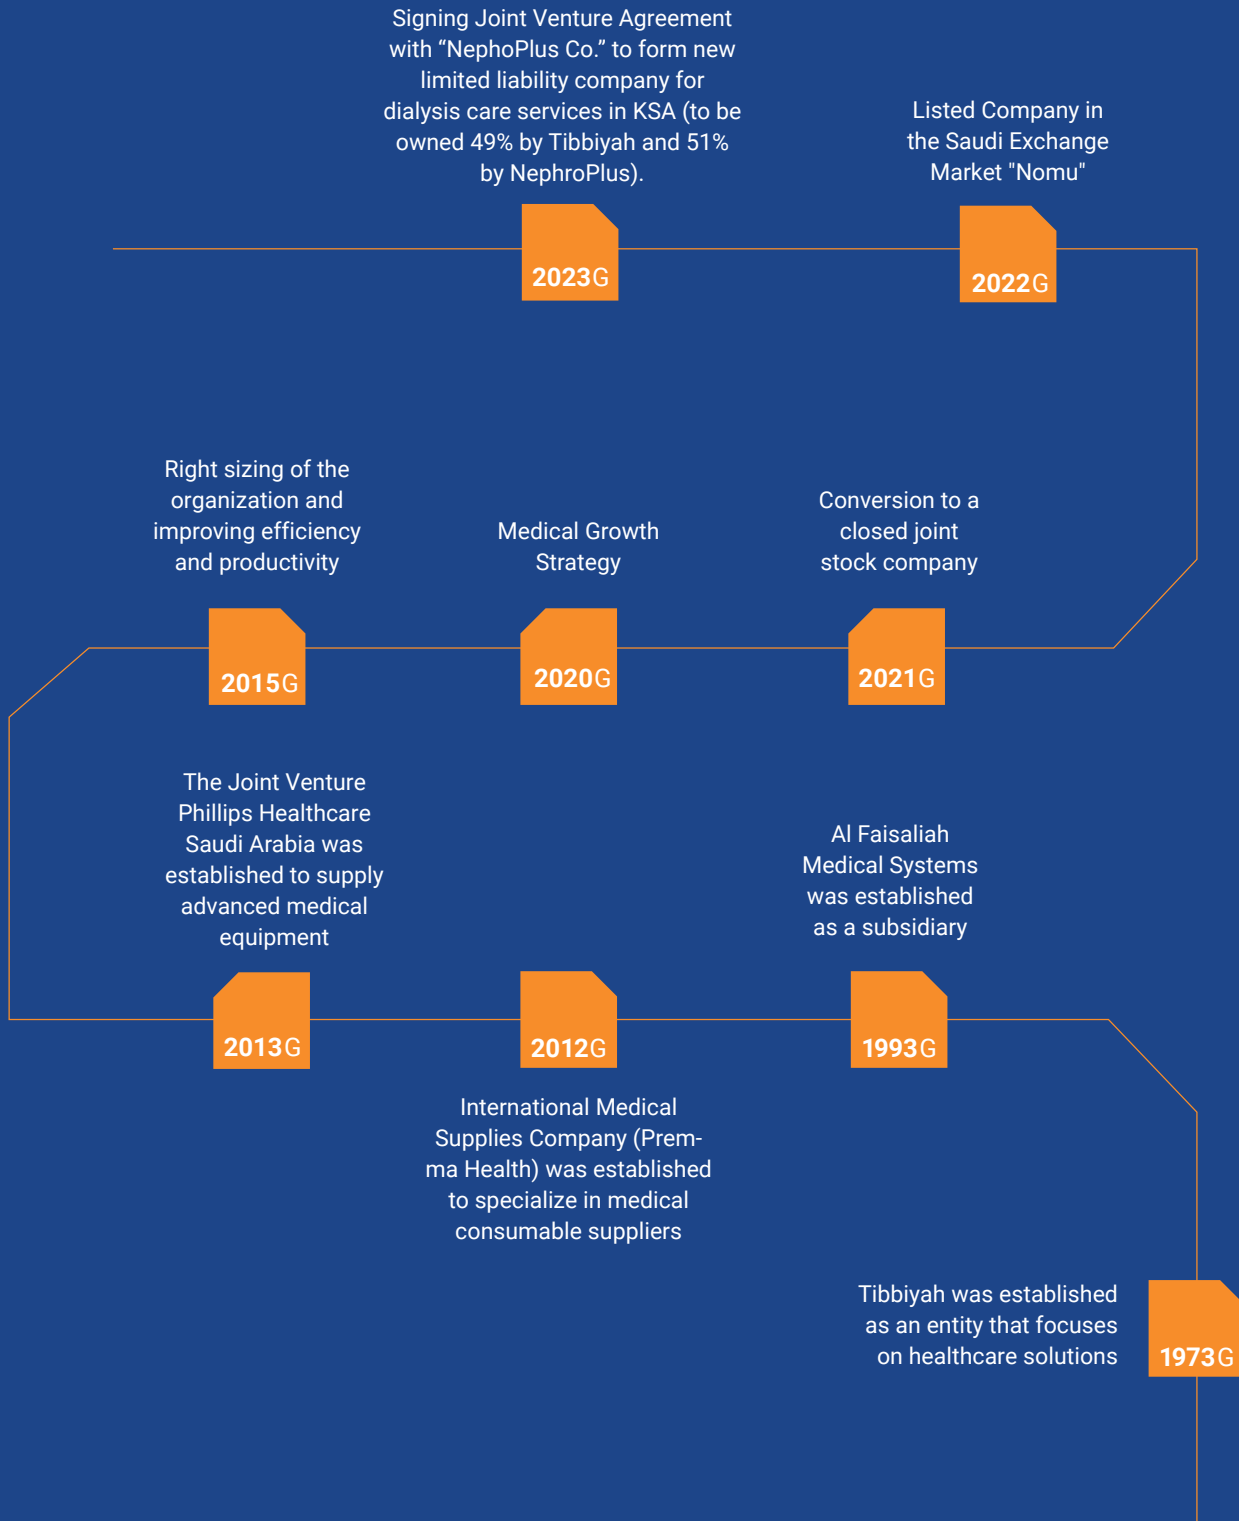 Signing Joint Venture Agreement
with “NephoPlus Co.” to form new
limited liability company for
dialysis care services in KSA (to be
owned 49% by Tibbiyah and 51%
by NephroPlus).
2023G
Listed Company in
the Saudi Exchange
Market "Nomu"
2022G
Right sizing of the
organization and
improving efficiency
and productivity
2015G
Medical Growth
Strategy
2020G
Conversion to a
closed joint
stock company
2021G
The Joint Venture
Phillips Healthcare
Saudi Arabia was
established to supply
advanced medical
equipment
2013G
2012G
International Medical
Supplies Company (Prem-
ma Health) was established
to specialize in medical
consumable suppliers
Al Faisaliah
Medical Systems
was established
as a subsidiary
1993G
Tibbiyah was established
as an entity that focuses
on healthcare solutions
1973G